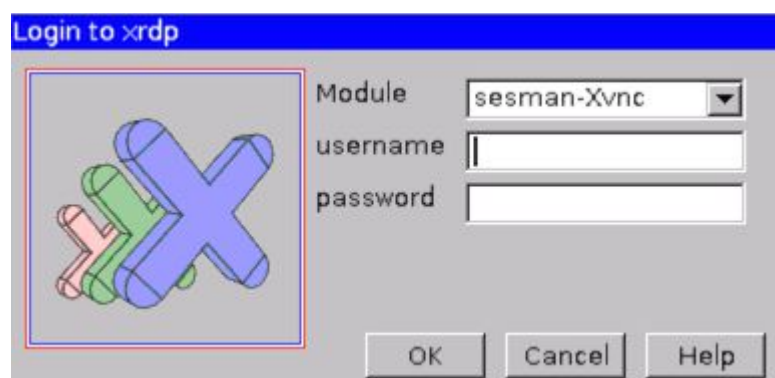 Login to xrdp
Module sesman-Xvnc
username
password
OK Cancel Help